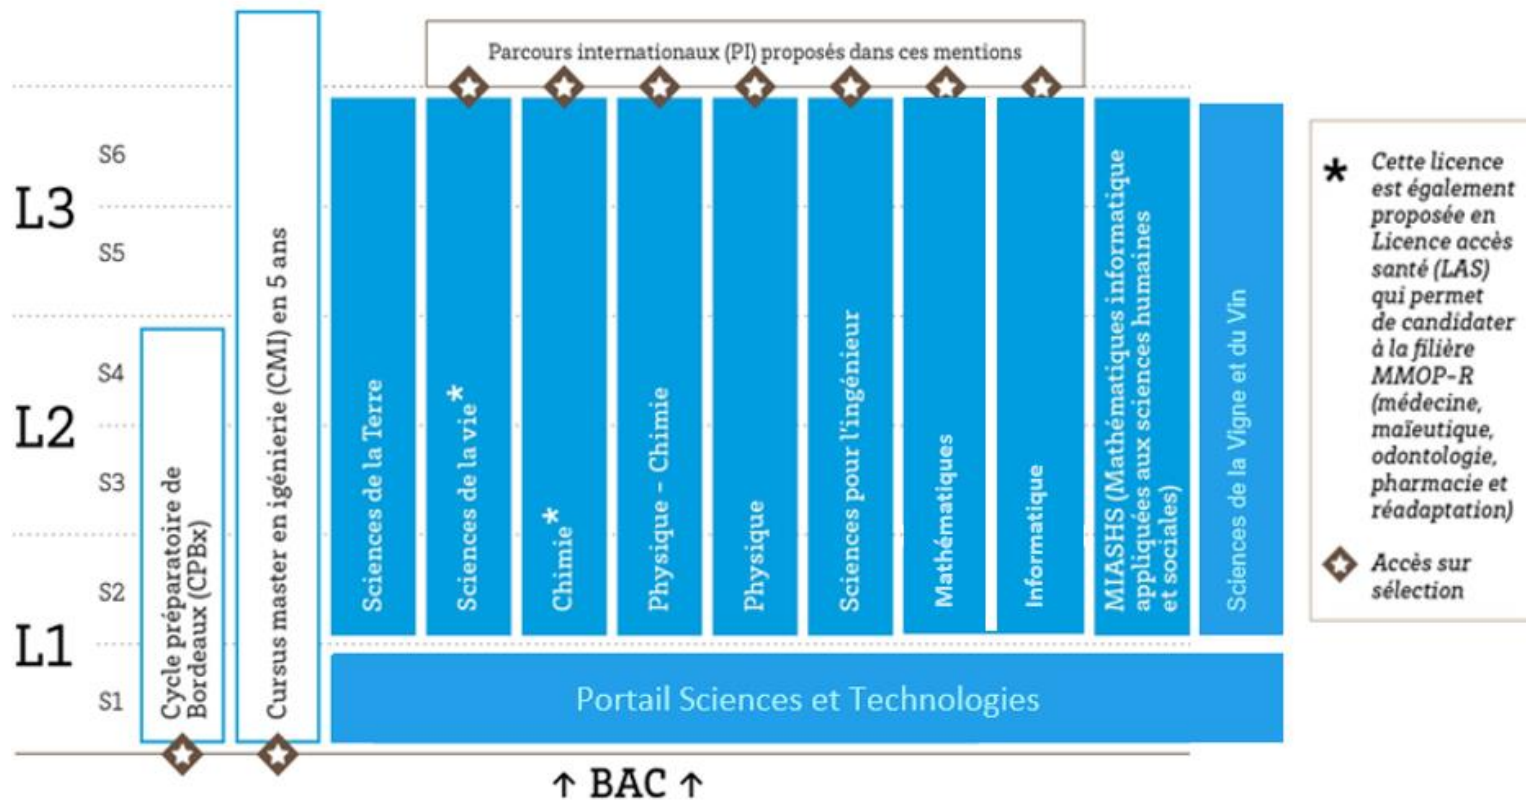 Parcours internationaux (PI) proposés dans ces mentions
L3
S6
S5
L2
S4
S3
L1
S2
S1
Cycle préparatoire de
Bordeaux (CPBx)
Cursus master en igénierie (CMI) en 5 ans
Sciences de la Terre
Sciences de la vie*
Chimie*
Physique - Chimie
Physique
Sciences pour l'ingénieur
Mathématiques
Informatique
MIASHS (Mathématiques informatique
appliquées aux sciences humaines
et sociales)
Sciences de la Vigne et du Vin
Portail Sciences et Technologies
↑ BAC ↑
* Cette licence
est également
proposée en
Licence accès
santé (LAS)
qui permet
de candidater
à la filière
MMOP-R
(médecine,
maïeutique,
odontologie,
pharmacie et
réadaptation)
Accès sur
sélection